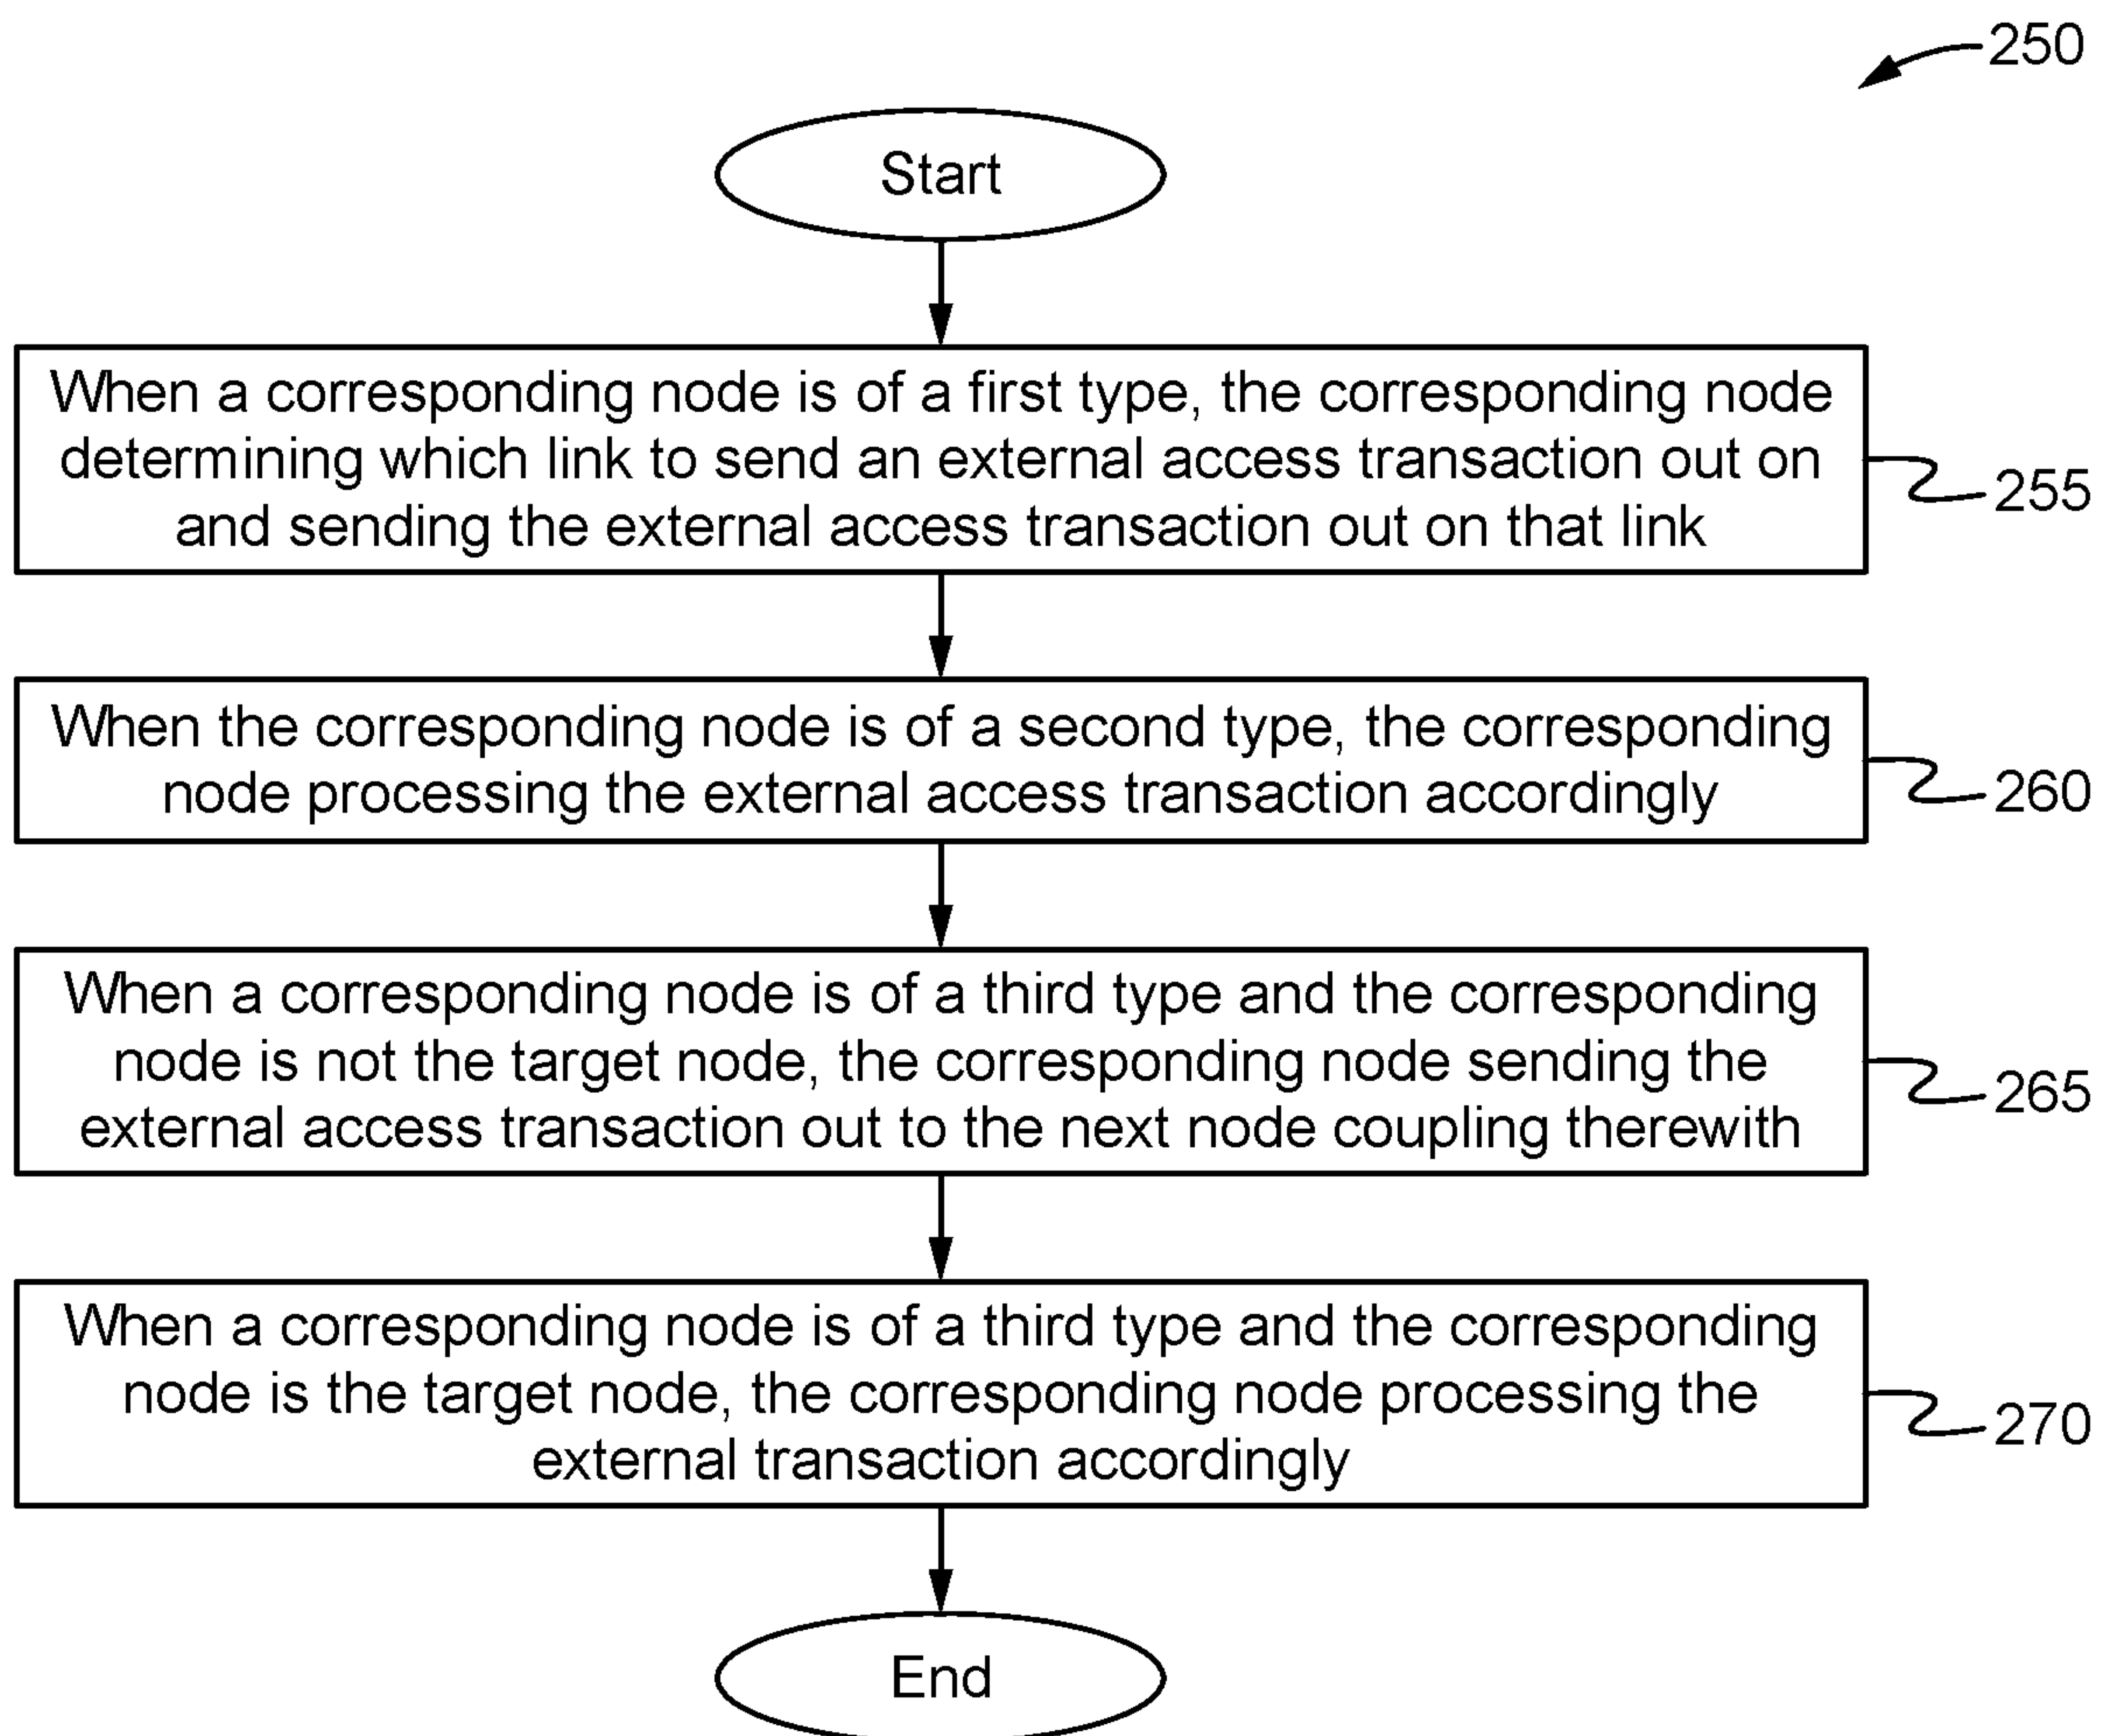 250
Start
When a corresponding node is of a first type, the corresponding node
determining which link to send an external access transaction out on
and sending the external access transaction out on that link
255
When the corresponding node is of a second type, the corresponding
node processing the external access transaction accordingly
260
When a corresponding node is of a third type and the corresponding
node is not the target node, the corresponding node sending the
external access transaction out to the next node coupling therewith
265
When a corresponding node is of a third type and the corresponding
node is the target node, the corresponding node processing the
external transaction accordingly
270
End